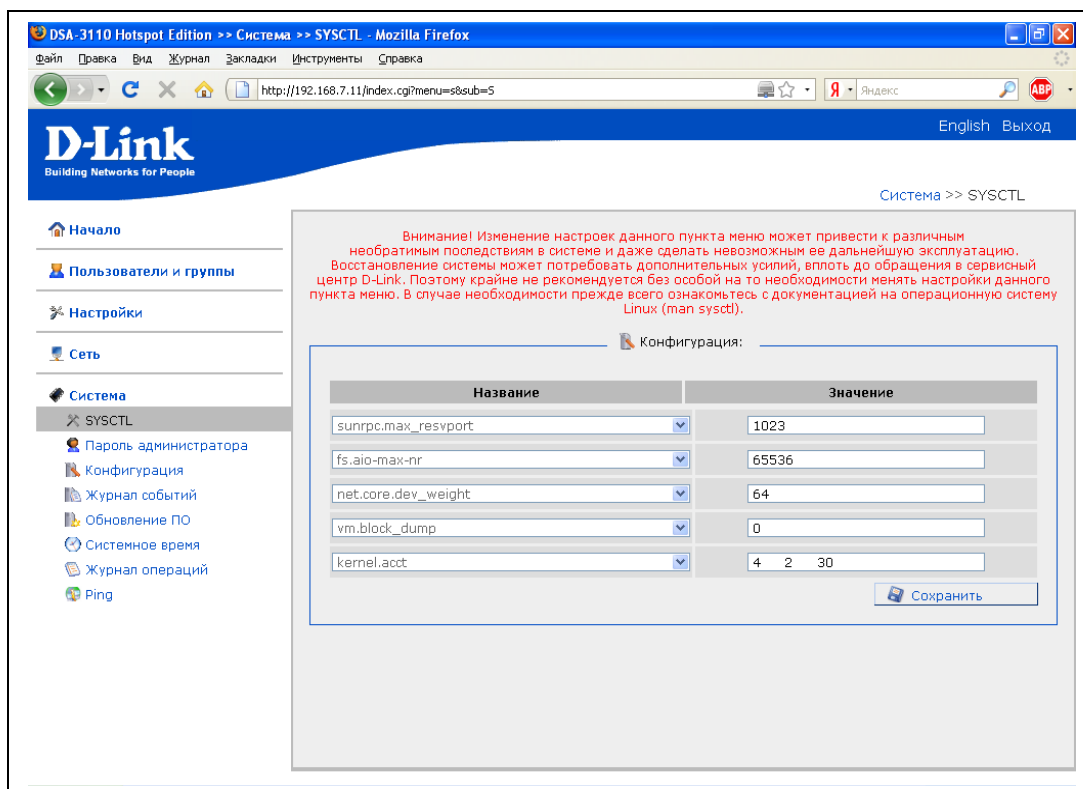 DSA-3110 Hotspot Edition >> Система >> SYSCTL - Mozilla Firefox
Файл Правка Вид Журнал Закладки Инструменты Справка
http://192.168.7.11/index.cgi?menu=s&sub=S
Я Яндекс ABP
English Выход
D-Link
Building Networks for People
Система >> SYSCTL
Начало
Пользователи и группы
Настройки
Сеть
Система
SYSCTL
Пароль администратора
Конфигурация
Журнал событий
Обновление ПО
Системное время
Журнал операций
Ping
Внимание! Изменение настроек данного пункта меню может привести к различным
необратимым последствиям в системе и даже сделать невозможным ее дальнейшую эксплуатацию.
Восстановление системы может потребовать дополнительных усилий, вплоть до обращения в сервисный
центр D-Link. Поэтому крайне не рекомендуется без особой на то необходимости менять настройки данного
пункта меню. В случае необходимости прежде всего ознакомьтесь с документацией на операционную систему
Linux (man sysctl).
Конфигурация:
Название Значение
sunrpc.max_resvport 1023
fs.aio-max-nr 65536
net.core.dev_weight 64
vm.block_dump 0
kernel.acct 4 2 30
Сохранить